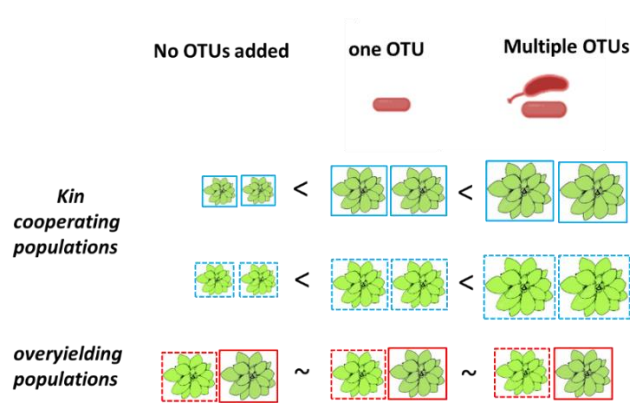 No OTUs added one OTU Multiple OTUs
Kin
cooperating
populations
< <
< <
overyielding
populations
~ ~